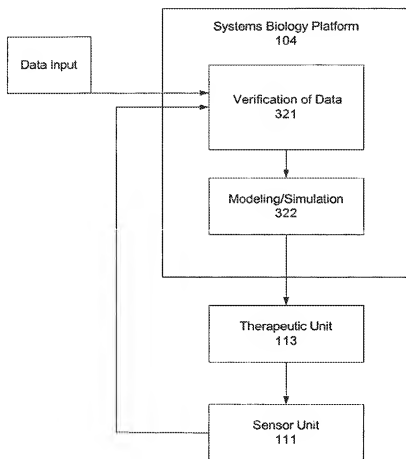 Systems Biology Platform
104
Data Input
Verification of Data
321
Modeling/Simulation
322
Therapeutic Unit
113
Sensor Unit
111